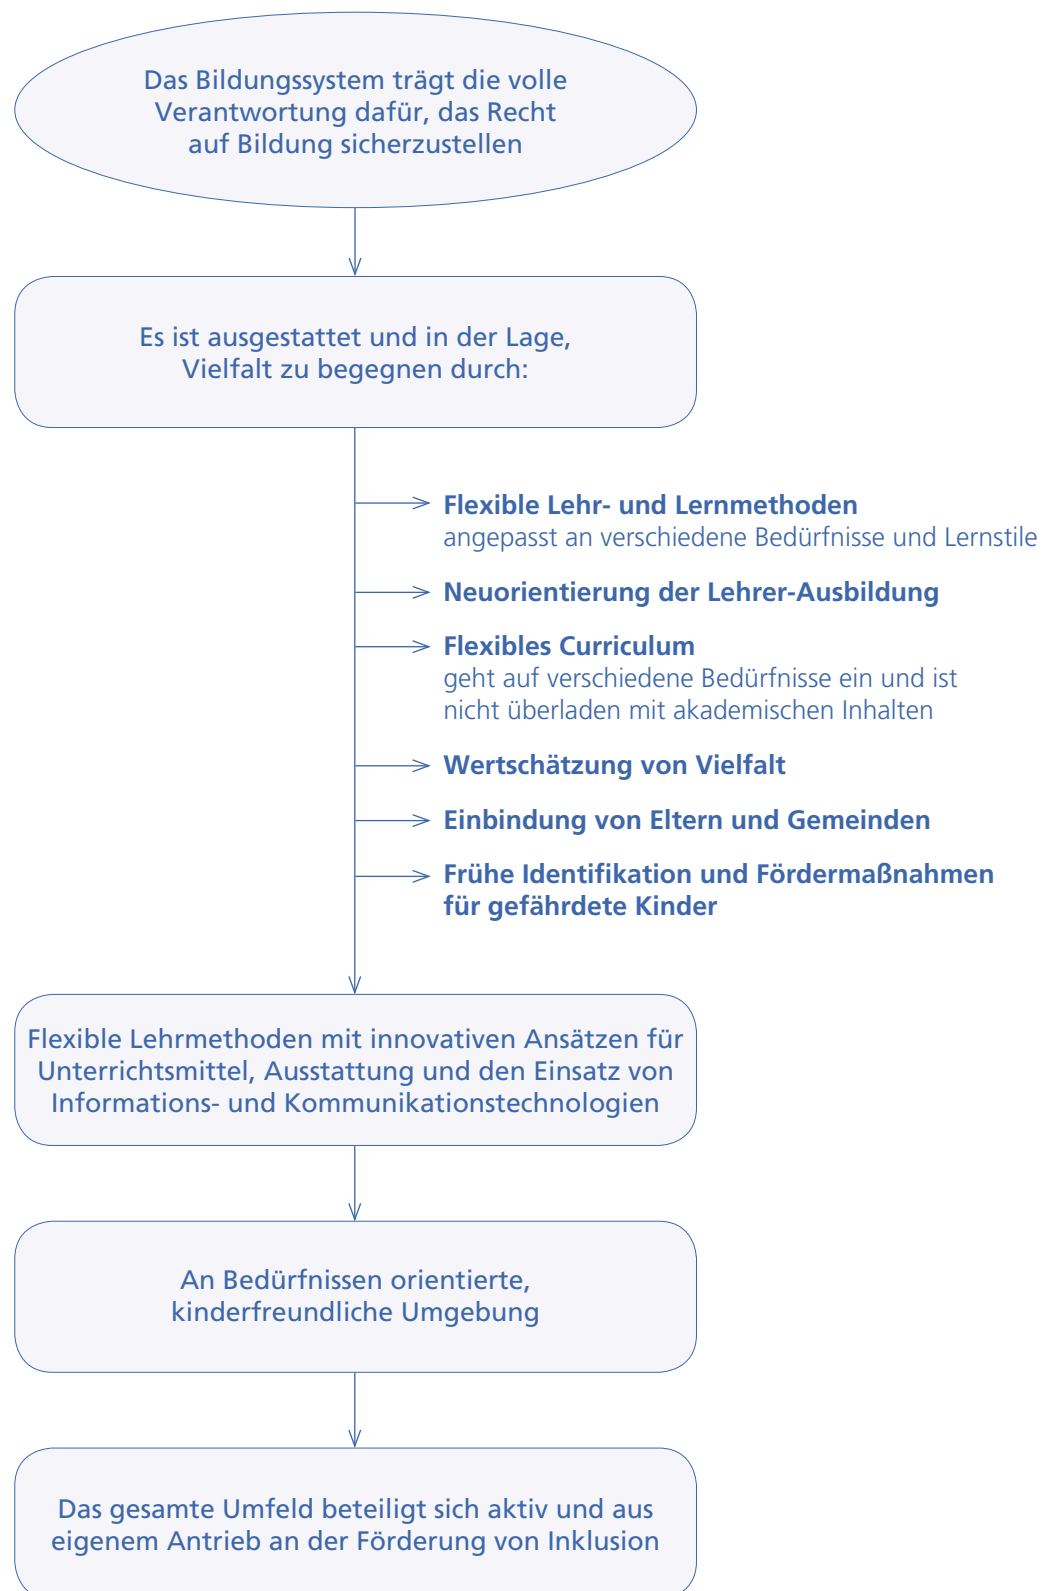 Das Bildungssystem trägt die volle
Verantwortung dafür, das Recht
auf Bildung sicherzustellen
Es ist ausgestattet und in der Lage,
Vielfalt zu begegnen durch:
Flexible Lehr- und Lernmethoden
angepasst an verschiedene Bedürfnisse und Lernstile
Neuorientierung der Lehrer-Ausbildung
Flexibles Curriculum
geht auf verschiedene Bedürfnisse ein und ist
nicht überladen mit akademischen Inhalten
Wertschätzung von Vielfalt
Einbindung von Eltern und Gemeinden
Frühe Identifikation und Fördermaßnahmen
für gefährdete Kinder
Flexible Lehrmethoden mit innovativen Ansätzen für
Unterrichtsmittel, Ausstattung und den Einsatz von
Informations- und Kommunikationstechnologien
An Bedürfnissen orientierte,
kinderfreundliche Umgebung
Das gesamte Umfeld beteiligt sich aktiv und aus
eigenem Antrieb an der Förderung von Inklusion